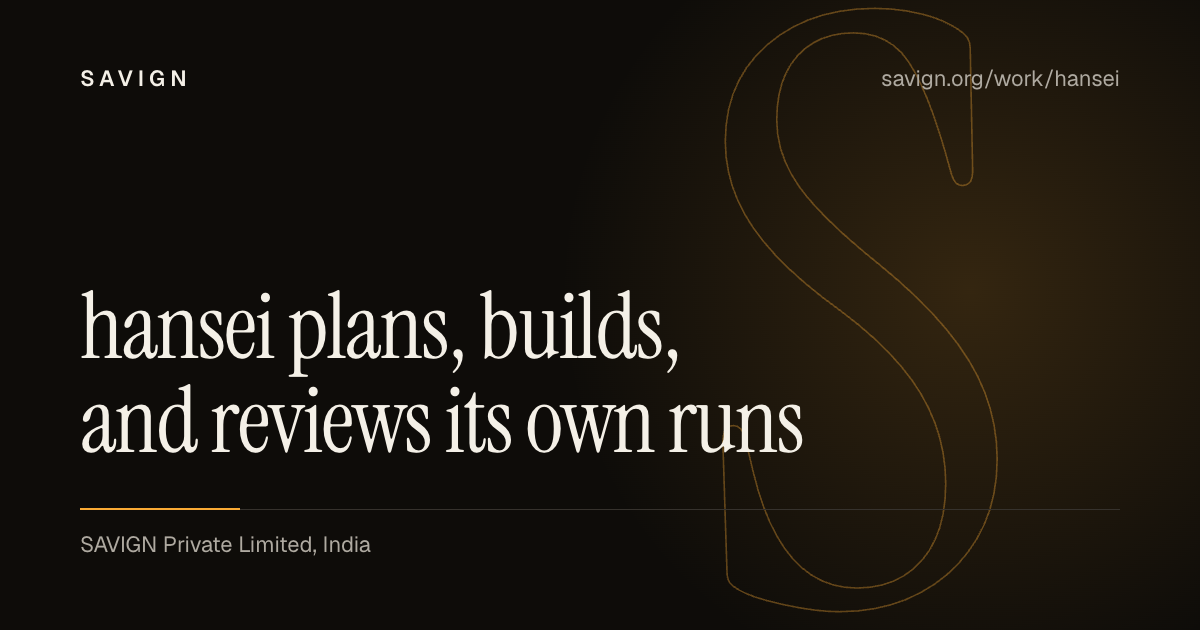 SAVIGN
savign.org/work/hansei
hansei plans, builds,
and reviews its own runs
SAVIGN Private Limited, India
S